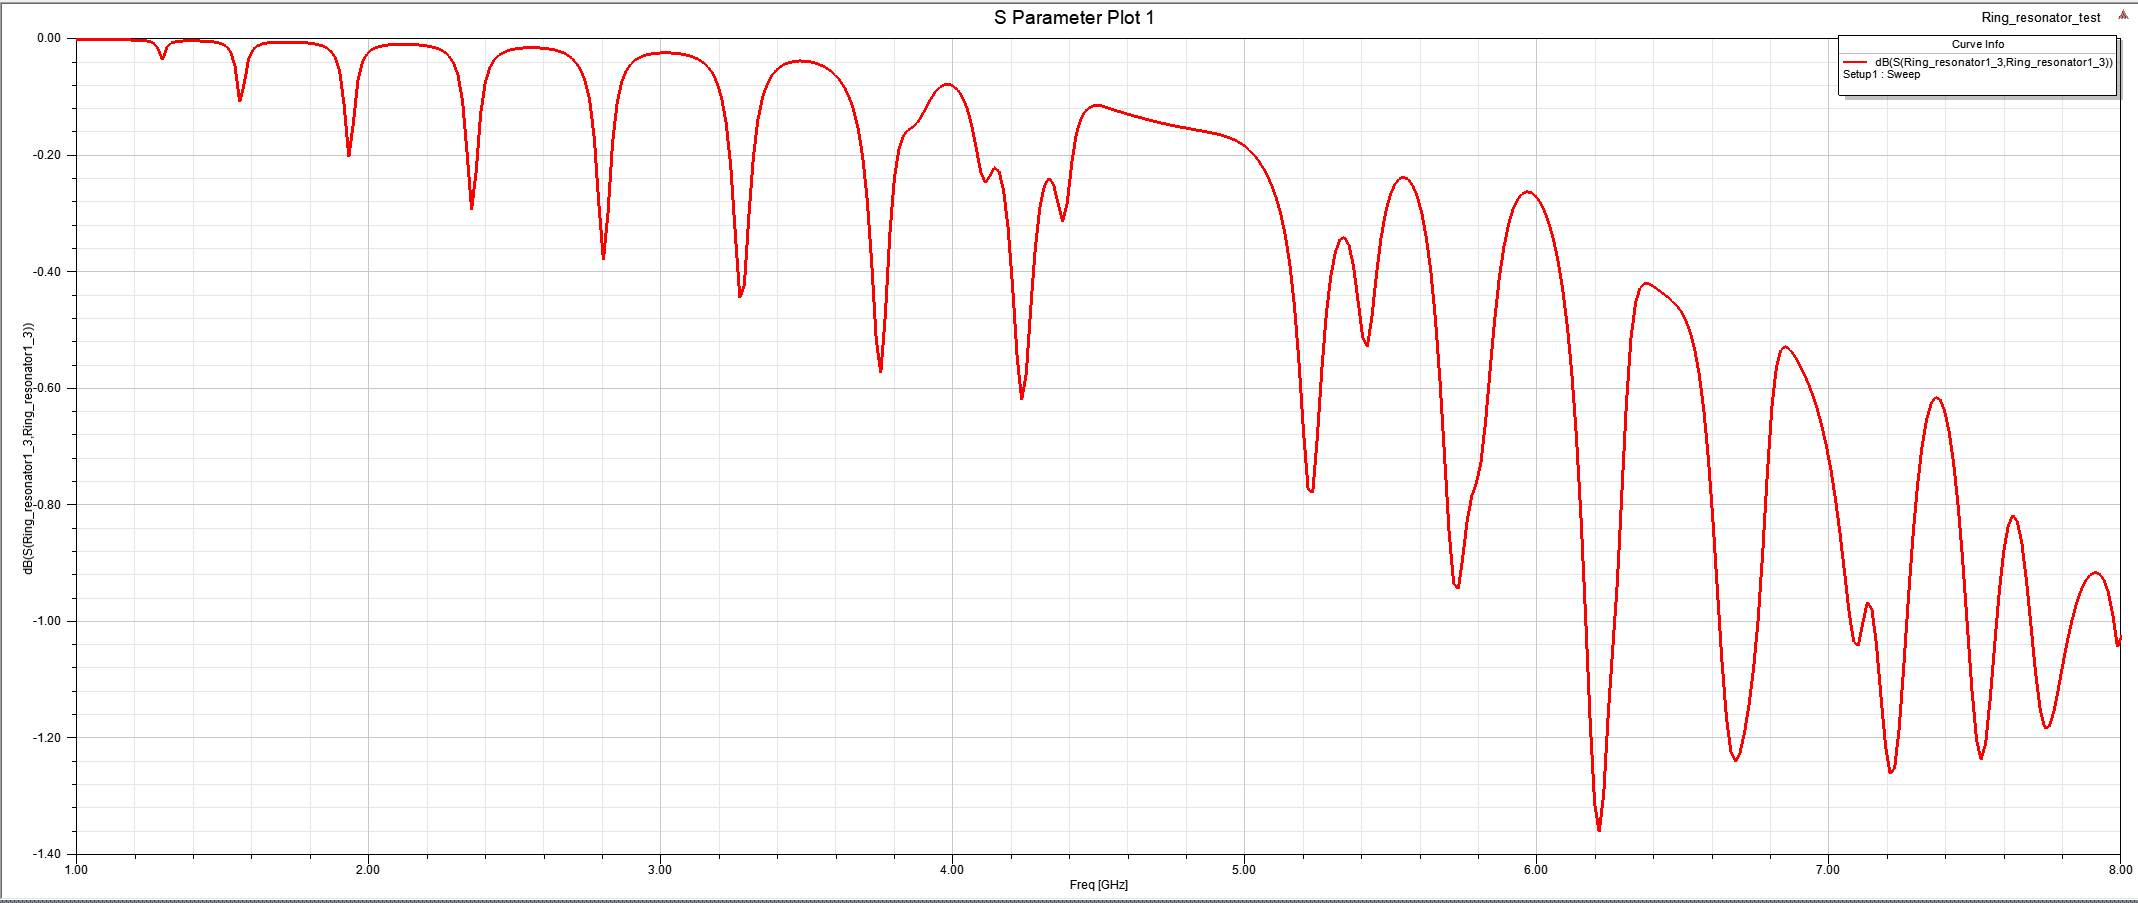 S Parameter Plot 1
Ring_resonator_test
Curve Info
dB(S(Ring_resonator1_3,Ring_resonator1_3))
Setup1 : Sweep
dB(S(Ring_resonator1_3,Ring_resonator1_3))
0.00
-0.20
-0.40
-0.60
-0.80
-1.00
-1.20
-1.40
1.00 2.00 3.00 4.00 5.00 6.00 7.00 8.00
Freq [GHz]